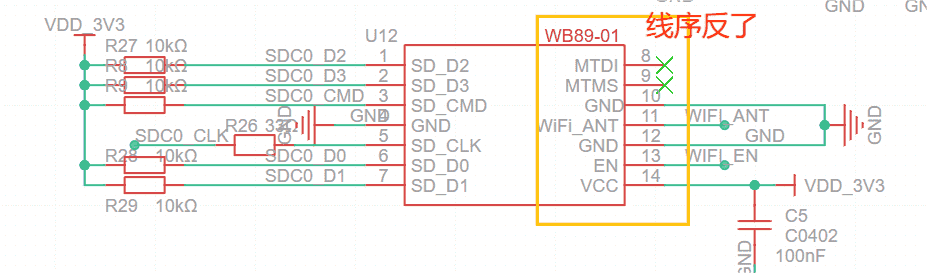 GND
GN
线序反了
VDD_3V3
R27 10kΩ
R8 10kΩ
R9 10kΩ
SDC0_D2
SDC0_D3
SDC0_CMD
GND
GND
SDC0_CLK
R26 33Ω
SDC0_D0
SDC0_D1
R28 10kΩ
R29 10kΩ
U12
WB89-01
1 SD_D2
2 SD_D3
3 SD_CMD
4 GND
5 SD_CLK
6 SD_D0
7 SD_D1
MTDI 8
MTMS 9
GND 10
WiFi_ANT 11
GND 12
EN 13
VCC 14
WIFI_ANT
GND
WIFI_EN
GND
VDD_3V3
C5
C0402
100nF
GND